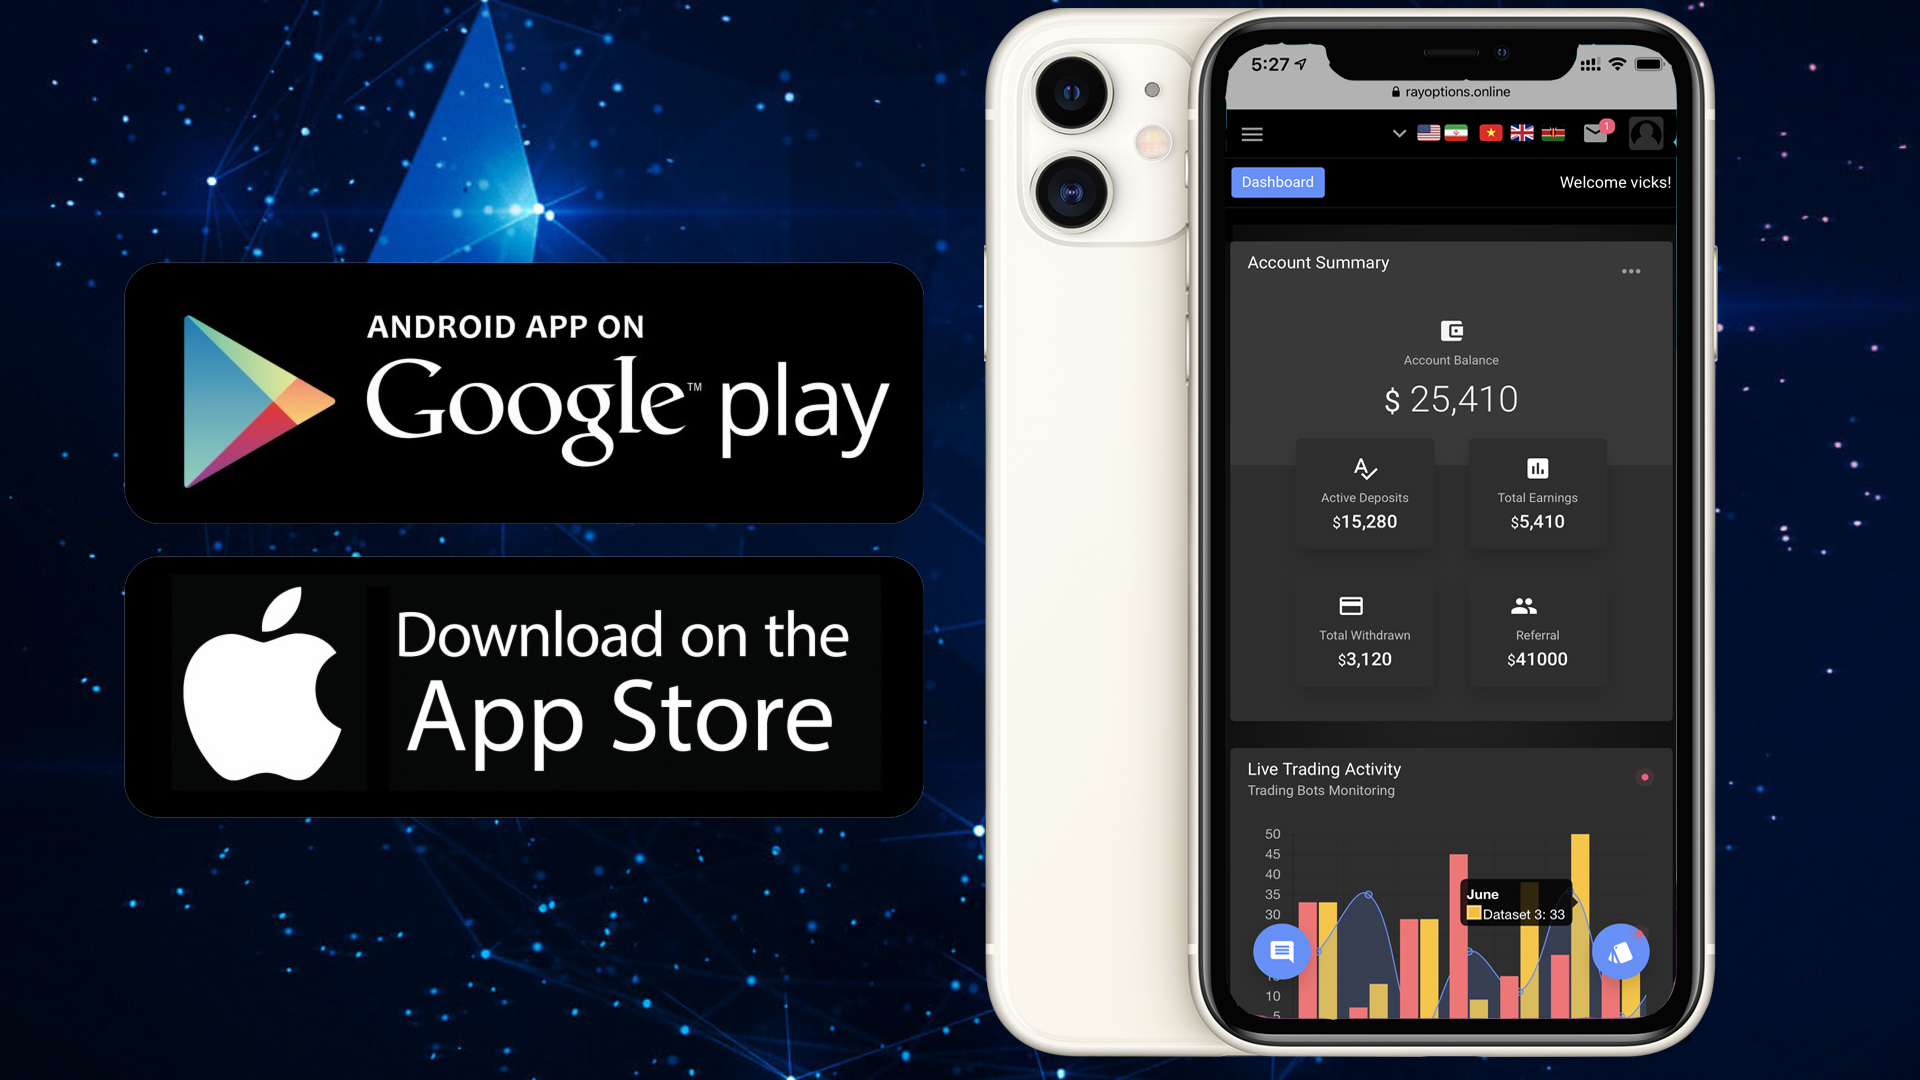 ANDROID APP ON
Google™ play
Download on the
App Store
5:27
rayoptions.online
1
Dashboard
Welcome vicks!
Account Summary
Account Balance
$ 25,410
Active Deposits
$15,280
Total Earnings
$5,410
Total Withdrawn
$3,120
Referral
$41000
Live Trading Activity
Trading Bots Monitoring
50
45
40
35
30
10
5
June
Dataset 3: 33